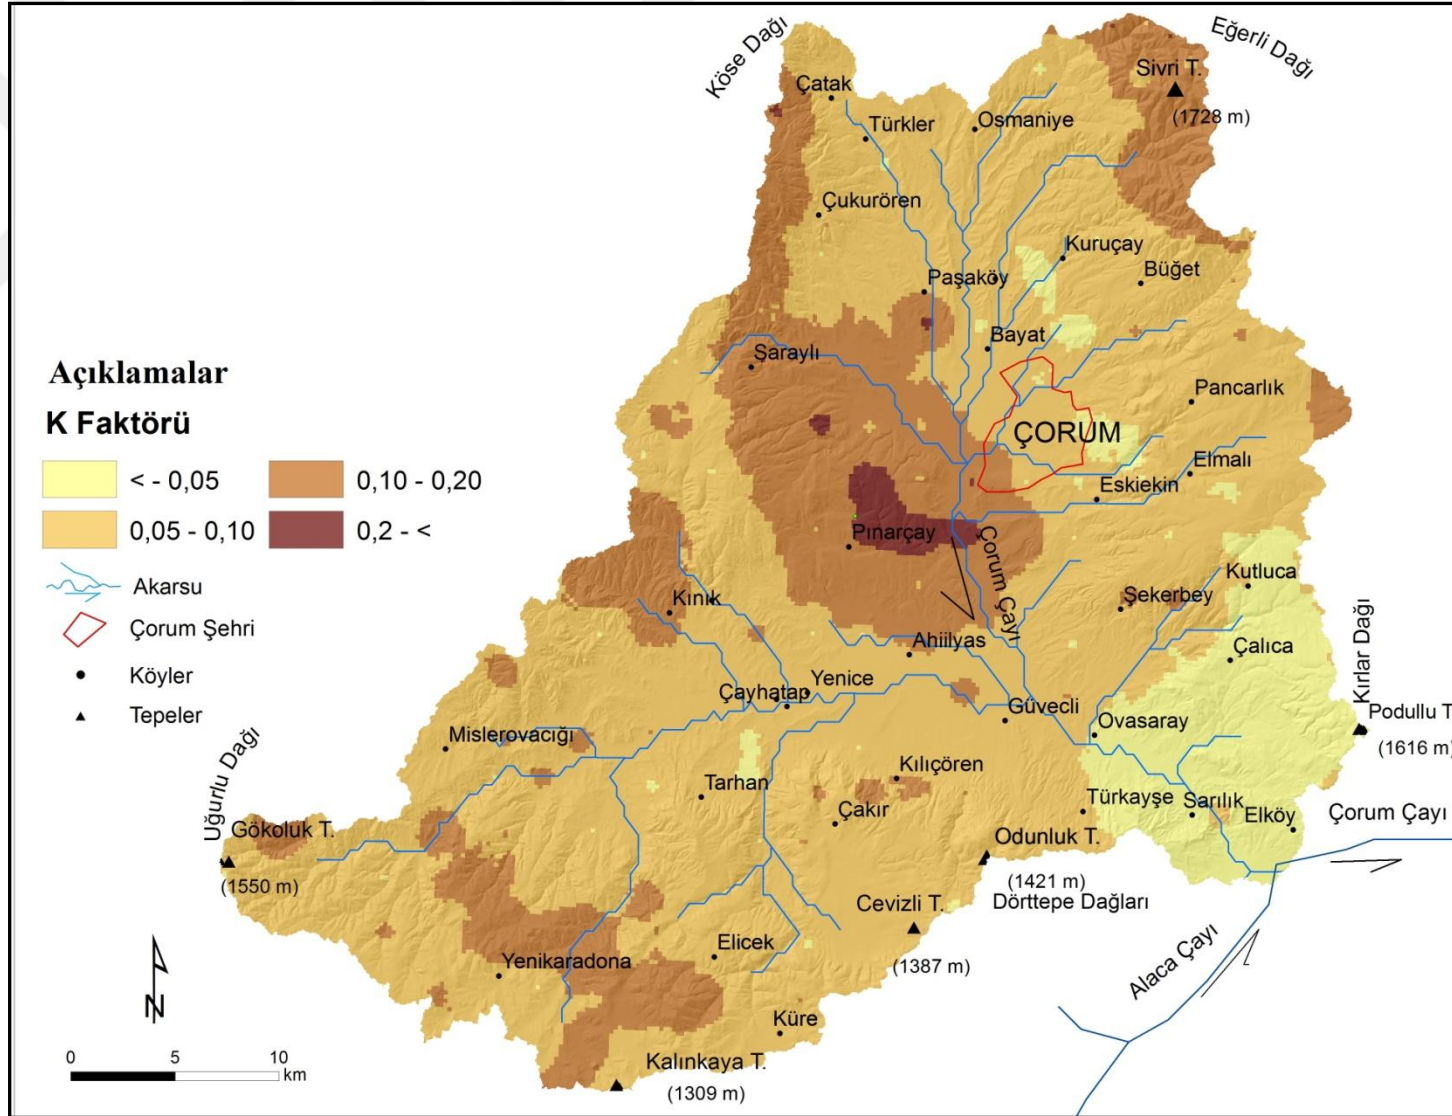 Köse Dağı
Eğerli Dağı
Sivri T.
(1728 m)
Çatak
Türkler
Osmaniye
Çukurören
Kuruçay
Büğet
Paşaköy
Bayat
Şaraylı
Pancarlık
ÇORUM
Elmalı
Eskiekin
Pınarçay
Çorum Çayı
Kutluca
Şekerbey
Kınık
Ahiilyas
Çalıca
Kırlar Dağı
Yenice
Çayhatap
Güvecli
Ovasaray
Podullu T.
(1616 m)
Mislerovacığı
Uğurlu Dağı
Tarhan
Kılıçören
Çakır
Türkayşe
Sarılık
Elköy
Çorum Çayı
Gökoluk T.
(1550 m)
Odunluk T.
(1421 m)
Dörttepe Dağları
Cevizli T.
(1387 m)
Alaca Çayı
Elicek
Yenikaradona
Küre
Kalınkaya T.
(1309 m)
Açıklamalar
K Faktörü
< - 0,05
0,10 - 0,20
0,05 - 0,10
0,2 - <
Akarsu
Çorum Şehri
Köyler
Tepeler
N
0 5 10
km